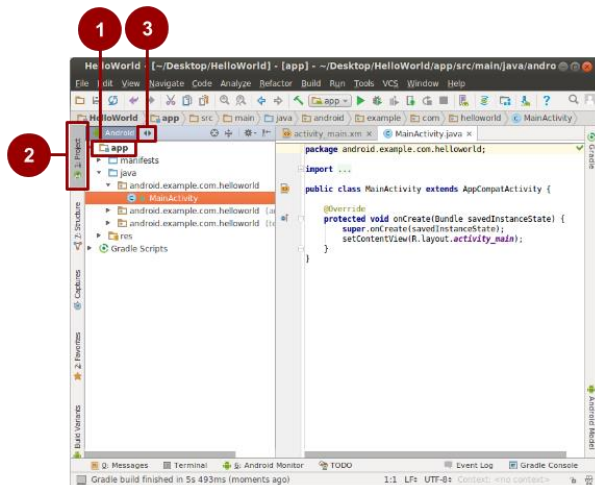 1
3
2
HelloWorld - [~/Desktop/HelloWorld] - [app] - ~/Desktop/HelloWorld/app/src/main/java/andro
File Edit View Navigate Code Analyze Refactor Build Run Tools VCS Window Help
app
HelloWorld app src main java android example com helloworld MainActivity
Android
activity_main.xm × MainActivity.java ×
1: Project
Z: Structure
Captures
2: Favorites
Build Variants
app
manifests
java
android.example.com.helloworld
MainActivity
android.example.com.helloworld
android.example.com.helloworld
res
Gradle Scripts
package android.example.com.helloworld;
import ...
public class MainActivity extends AppCompatActivity {
@Override
protected void onCreate(Bundle savedInstanceState) {
super.onCreate(savedInstanceState);
setContentView(R.layout.activity_main);
}
}
Gradle
Android Model
0: Messages Terminal 6: Android Monitor TODO Event Log Gradle Console
Gradle build finished in 5s 493ms (moments ago) 1:1 LF÷ UTF-8÷ Context: <no context>